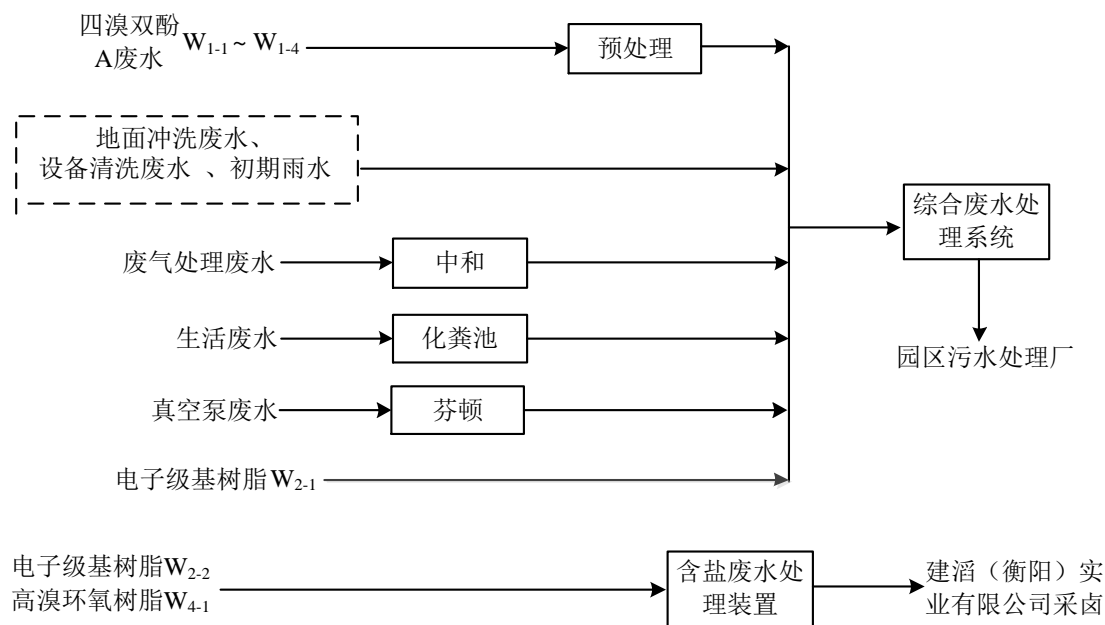 四溴双酚
A废水
W1-1 ~ W1-4
预处理
地面冲洗废水、
设备清洗废水 、初期雨水
综合废水处
理系统
废气处理废水
中和
生活废水
化粪池
园区污水处理厂
真空泵废水
芬顿
电子级基树脂W2-1
电子级基树脂W2-2
高溴环氧树脂W4-1
含盐废水处
理装置
建滔（衡阳）实
业有限公司采卤